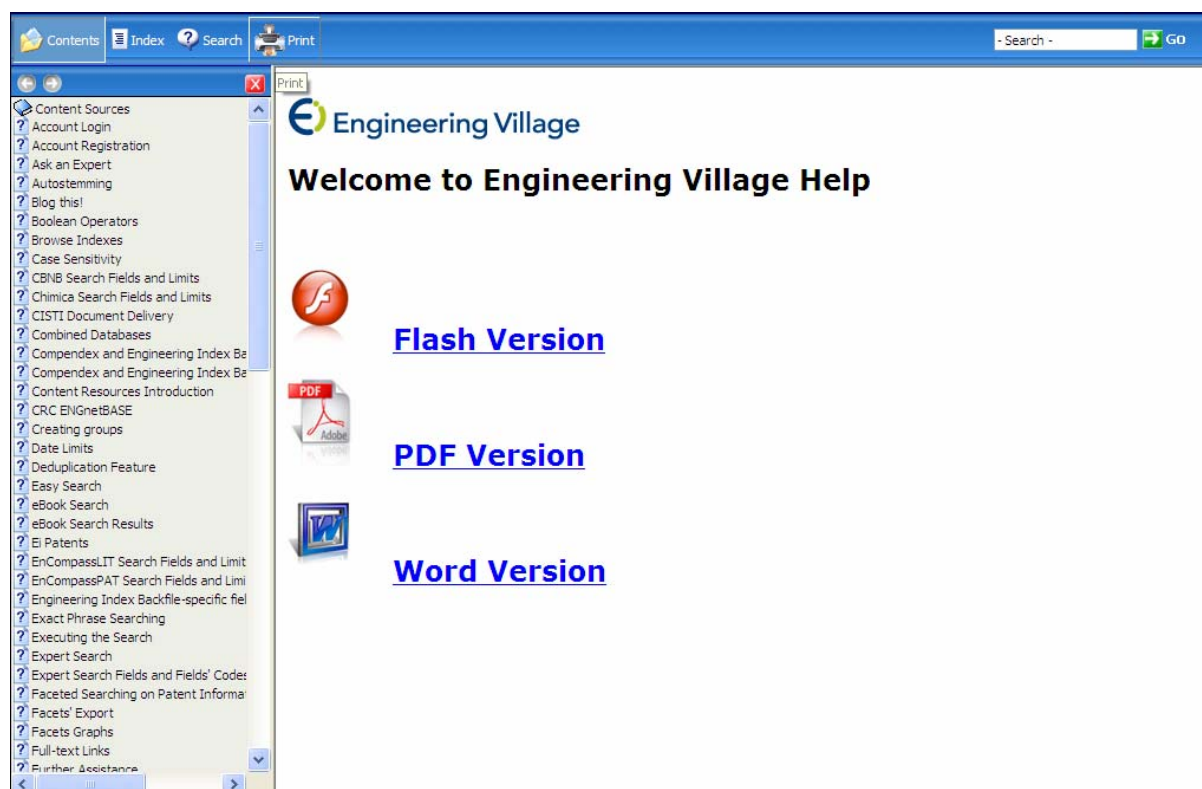 Contents Index Search Print - Search - GO
Print
Content Sources
Account Login
Account Registration
Ask an Expert
Autostemming
Blog this!
Boolean Operators
Browse Indexes
Case Sensitivity
CBNB Search Fields and Limits
Chimica Search Fields and Limits
CISTI Document Delivery
Combined Databases
Compendex and Engineering Index Ba
Compendex and Engineering Index Ba
Content Resources Introduction
CRC ENGnetBASE
Creating groups
Date Limits
Deduplication Feature
Easy Search
eBook Search
eBook Search Results
Ei Patents
EnCompassLIT Search Fields and Limit
EnCompassPAT Search Fields and Limi
Engineering Index Backfile-specific fiel
Exact Phrase Searching
Executing the Search
Expert Search
Expert Search Fields and Fields' Codes
Faceted Searching on Patent Informat
Facets' Export
Facets Graphs
Full-text Links
Further Assistance
Engineering Village
Welcome to Engineering Village Help
Flash Version
PDF
Adobe
PDF Version
W
Word Version